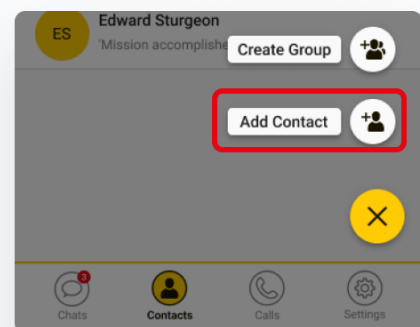 ES
Edward Sturgeon
'Mission accomplishe
Create Group
Add Contact
3
Chats
Contacts
Calls
Settings